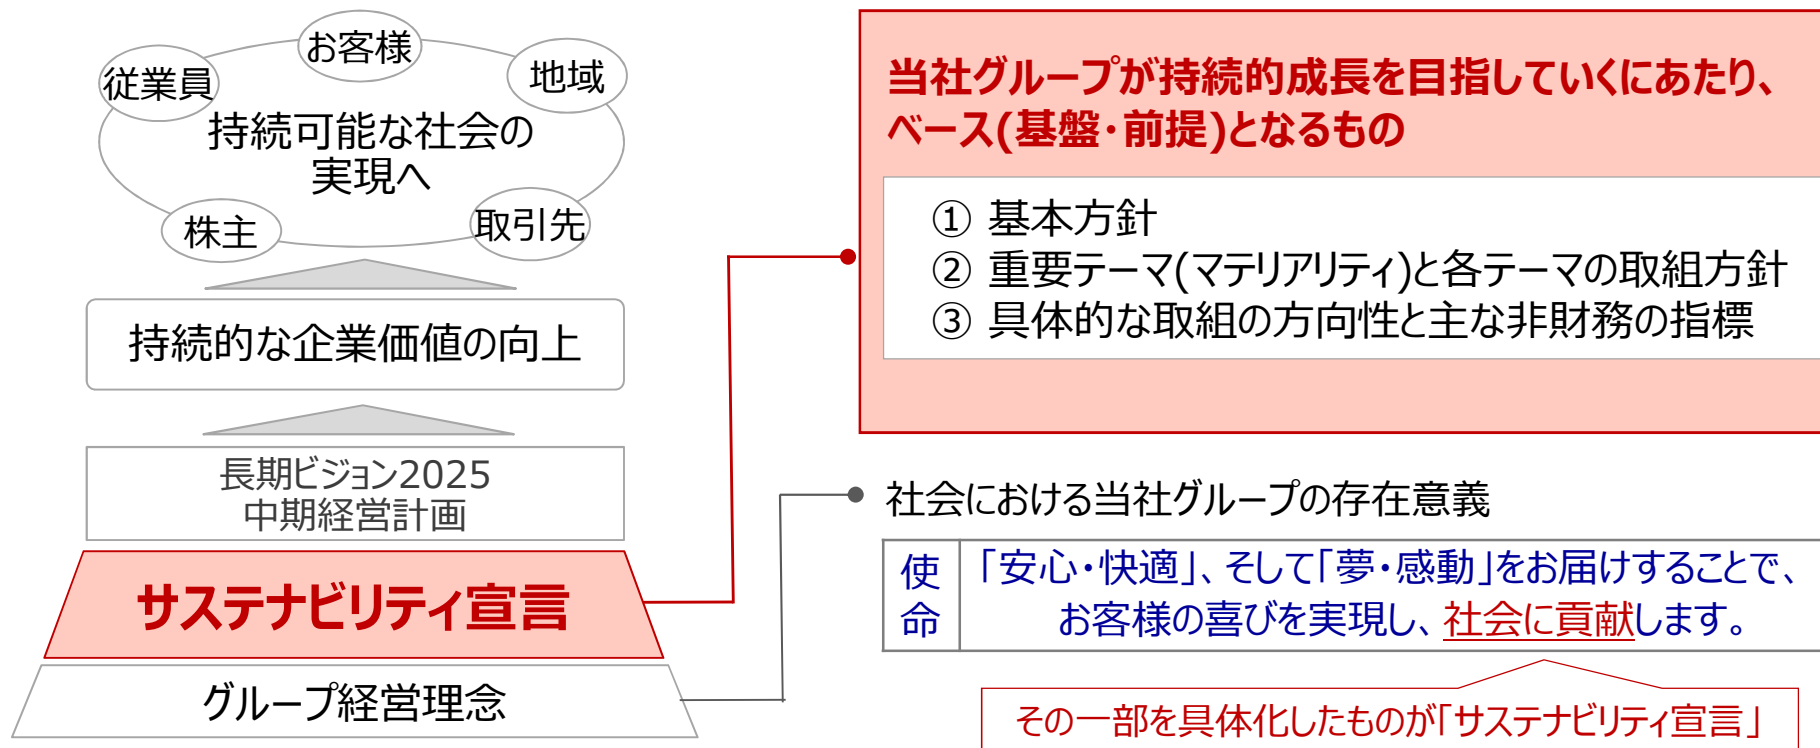 お客様
従業員
地域
持続可能な社会の
実現へ
株主
取引先
持続的な企業価値の向上
長期ビジョン2025
中期経営計画
サステナビリティ宣言
グループ経営理念
当社グループが持続的成長を目指していくにあたり、
ベース(基盤・前提)となるもの
① 基本方針
② 重要テーマ(マテリアリティ)と各テーマの取組方針
③ 具体的な取組の方向性と主な非財務の指標
社会における当社グループの存在意義
使命
「安心・快適」、そして「夢・感動」をお届けすることで、
お客様の喜びを実現し、社会に貢献します。
その一部を具体化したものが「サステナビリティ宣言」